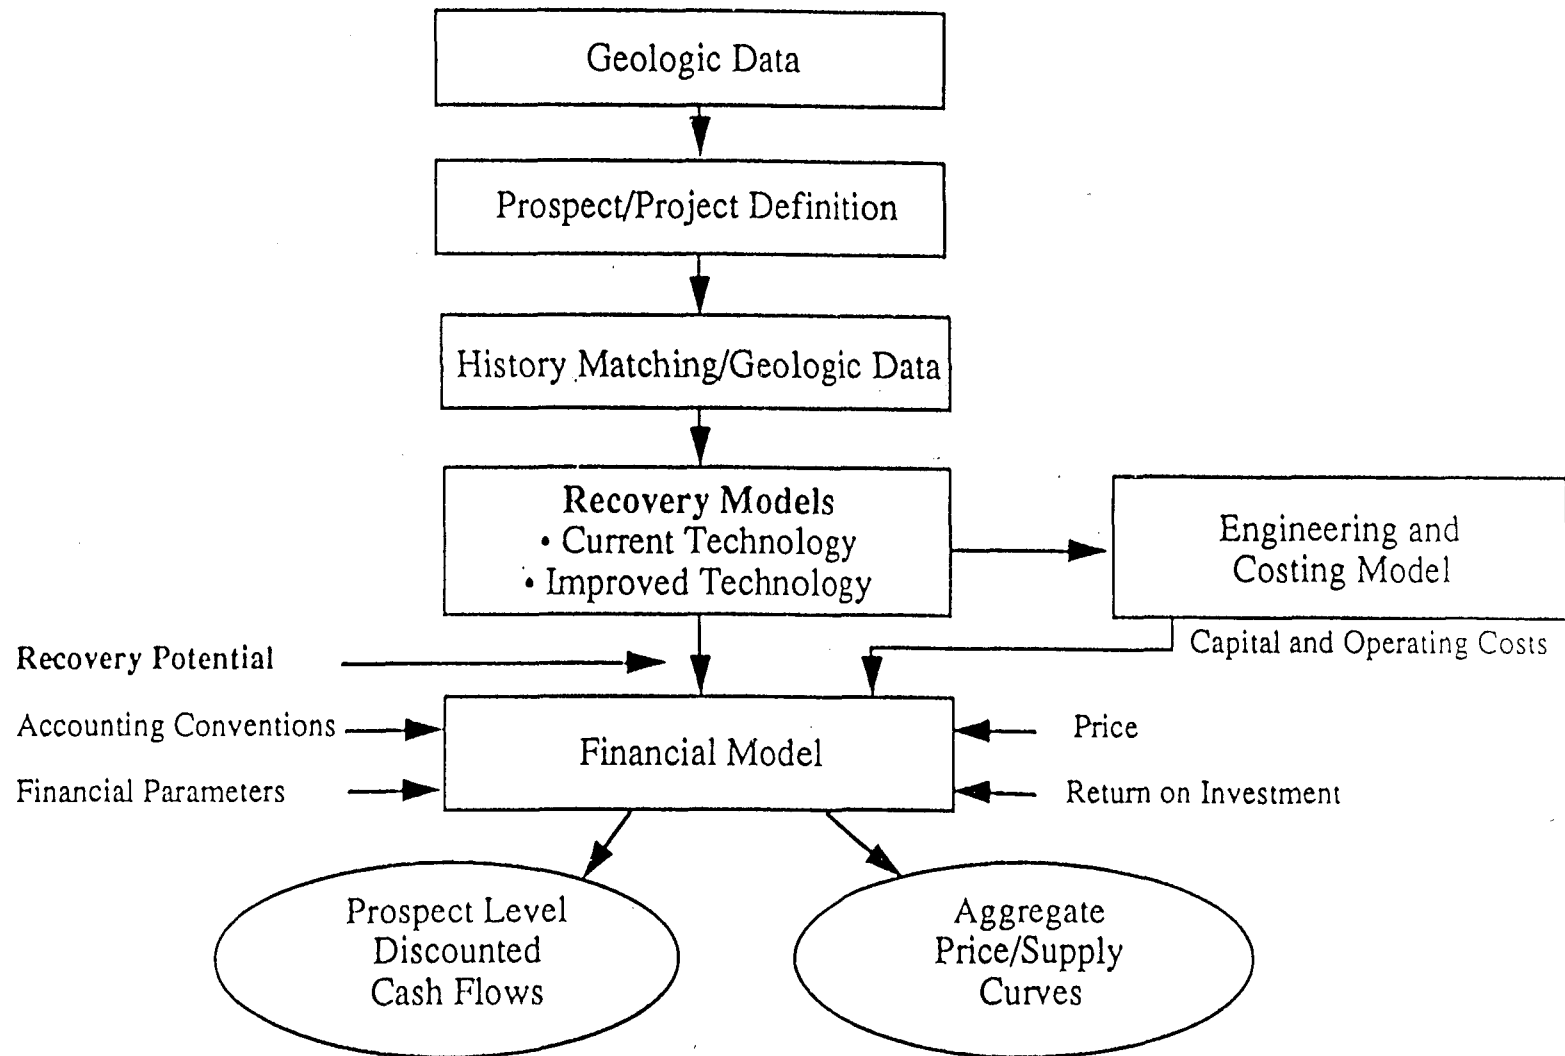 Geologic Data
Prospect/Project Definition
History Matching/Geologic Data
Recovery Models
• Current Technology
• Improved Technology
Engineering and
Costing Model
Capital and Operating Costs
Recovery Potential
Accounting Conventions
Financial Parameters
Financial Model
Price
Return on Investment
Prospect Level
Discounted
Cash Flows
Aggregate
Price/Supply
Curves